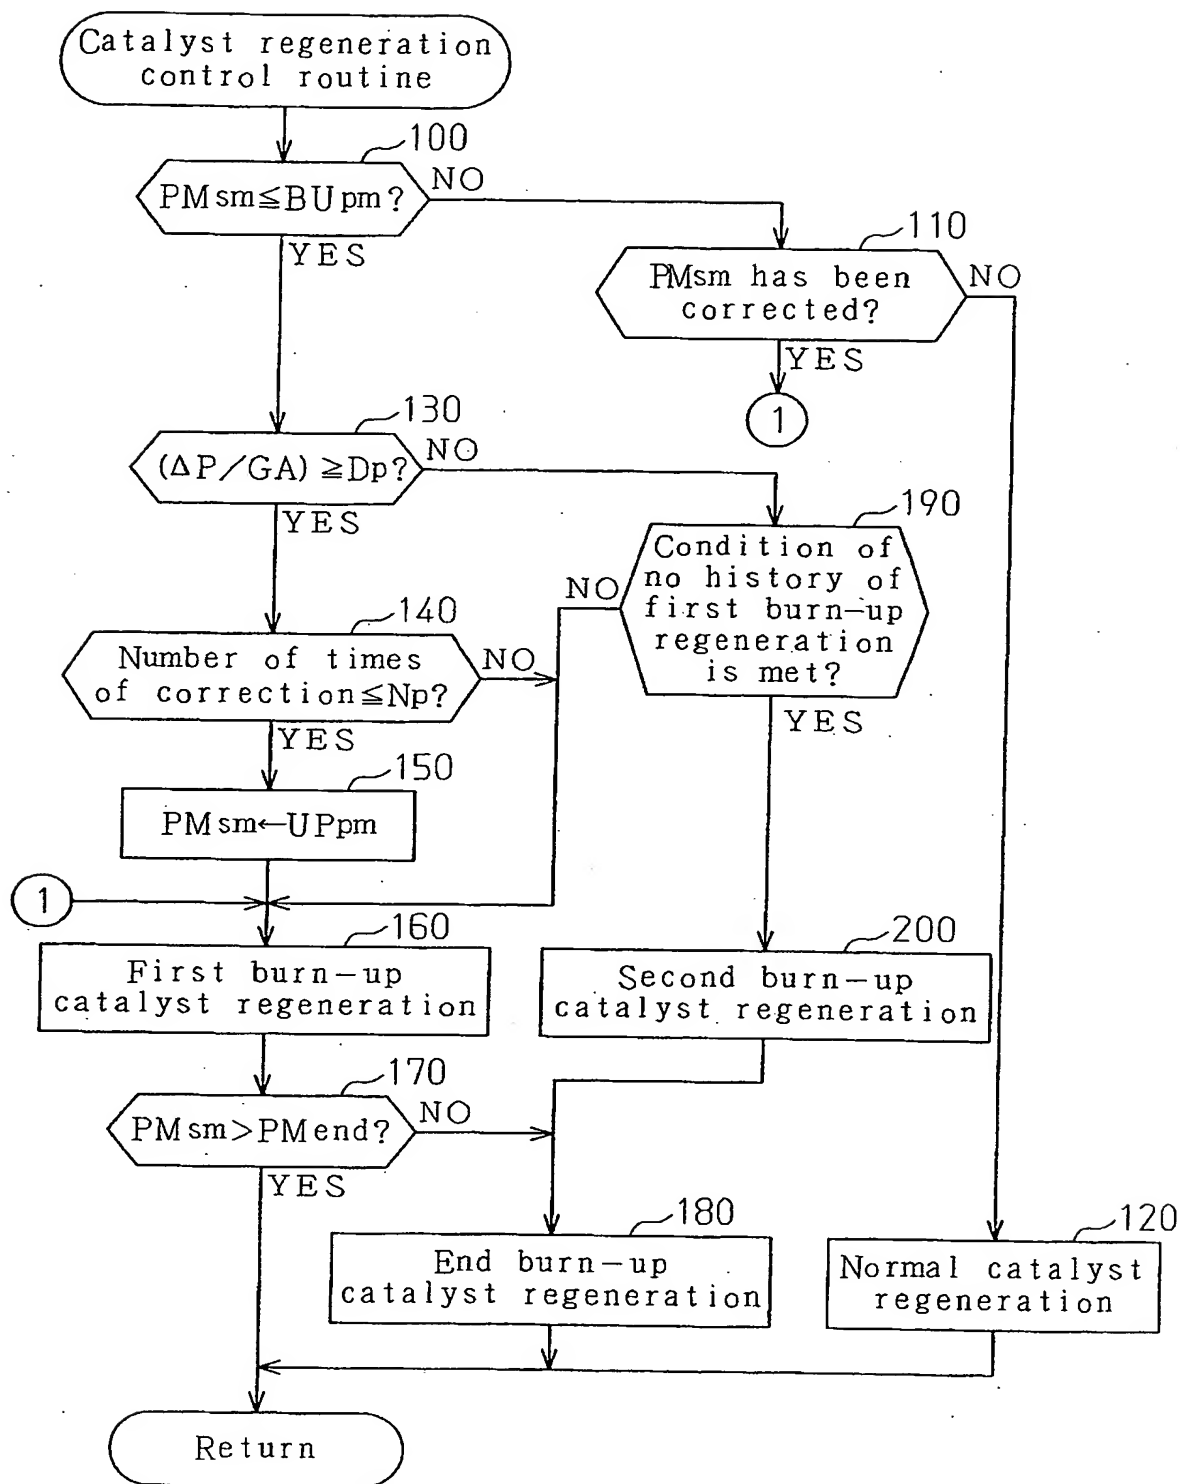 Catalyst regeneration
control routine
100
PMsm≦BUpm?
NO
YES
110
PMsm has been
corrected?
NO
YES
1
130
(ΔP/GA) ≧Dp?
NO
YES
190
Condition of
no history of
first burn-up
regeneration
is met?
NO
YES
140
Number of times
of correction≦Np?
NO
YES
150
PMsm←UPpm
1
160
First burn-up
catalyst regeneration
200
Second burn-up
catalyst regeneration
170
PMsm>PMend?
NO
YES
180
End burn-up
catalyst regeneration
120
Normal catalyst
regeneration
Return